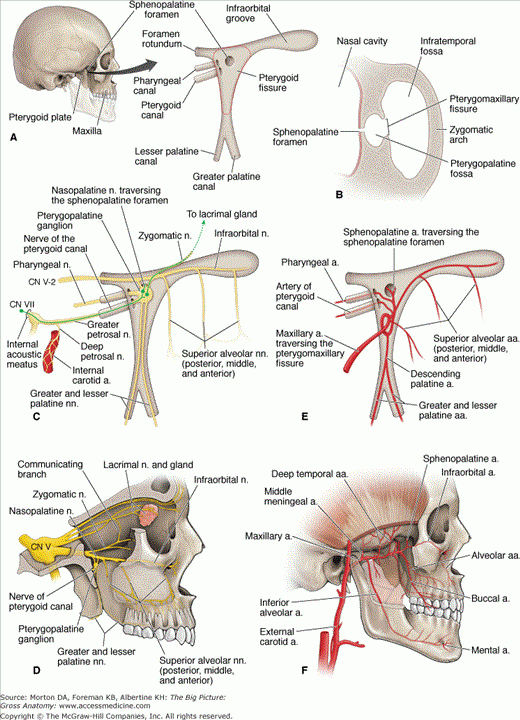 Sphenopalatine
foramen
Foramen
rotundum
Infraorbital
groove
Pharyngeal
canal
Pterygoid
canal
Pterygoid
fissure
Pterygoid plate
Maxilla
Lesser palatine
canal
Greater palatine
canal
A
Nasal cavity
Infratemporal
fossa
Pterygomaxillary
fissure
Sphenopalatine
foramen
Zygomatic
arch
Pterygopalatine
fossa
B
Nasopalatine n. traversing
the sphenopalatine foramen
Pterygopalatine
ganglion
Nerve of the
pterygoid canal
Pharyngeal n.
CN V-2
CN VII
To lacrimal gland
Zygomatic n.
Infraorbital n.
Greater
petrosal n.
Deep
petrosal n.
Internal
acoustic
meatus
Internal
carotid a.
Superior alveolar nn.
(posterior, middle,
and anterior)
Greater and lesser
palatine nn.
C
Sphenopalatine a. traversing
the sphenopalatine foramen
Pharyngeal a.
Artery of
pterygoid
canal
Maxillary a.
traversing the
pterygomaxillary
fissure
Superior alveolar aa.
(posterior, middle,
and anterior)
Descending
palatine a.
Greater and lesser
palatine aa.
E
Communicating
branch
Lacrimal n. and gland
Zygomatic n.
Infraorbital n.
Nasopalatine n.
CN V
Nerve of
pterygoid canal
Pterygopalatine
ganglion
Greater and lesser
palatine nn.
Superior alveolar nn.
(posterior, middle,
and anterior)
D
Sphenopalatine a.
Deep temporal aa.
Infraorbital a.
Middle
meningeal a.
Maxillary a.
Alveolar aa.
Inferior
alveolar a.
Buccal a.
External
carotid a.
Mental a.
F
Source: Morton DA, Foreman KB, Albertine KH: The Big Picture:
Gross Anatomy: www.accessmedicine.com
Copyright © The McGraw-Hill Companies, Inc. All rights reserved.